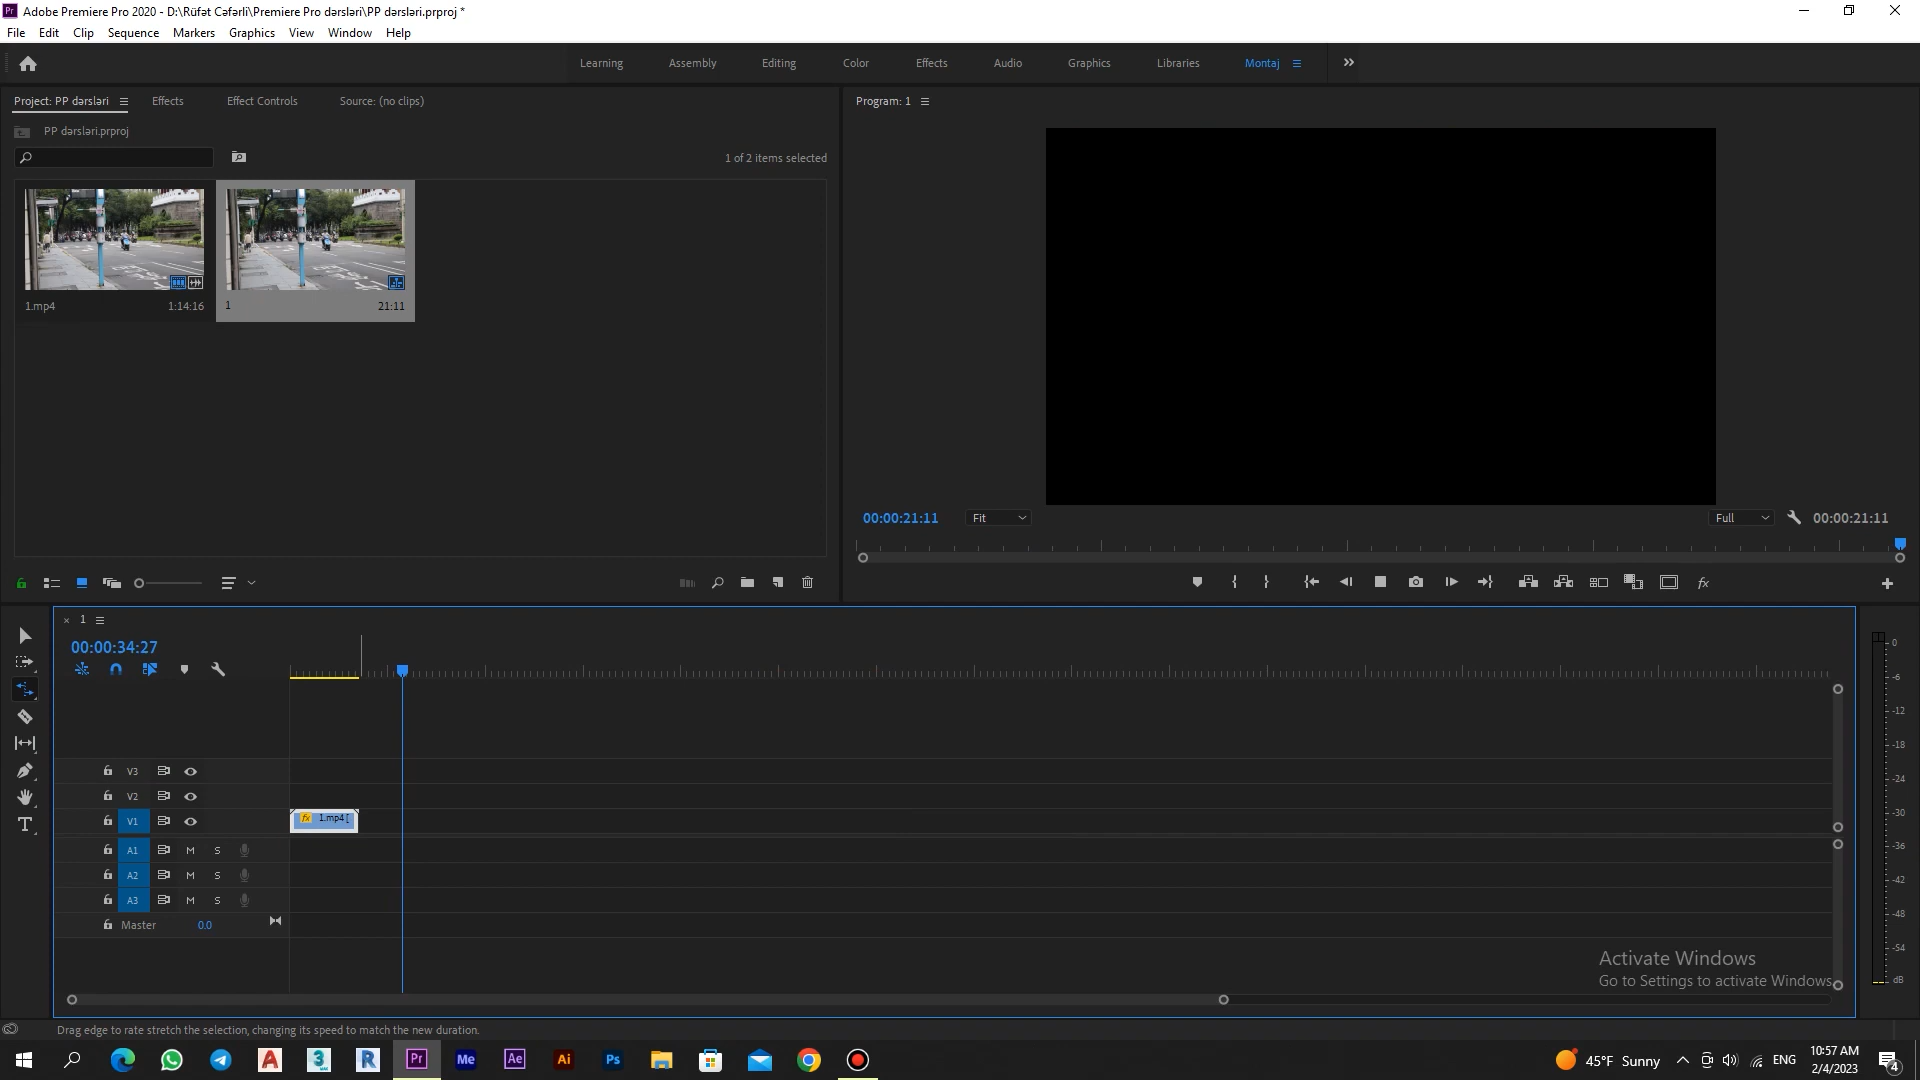 Adobe Premiere Pro 2020 - D:\Rüfət Cəfərli\Premiere Pro dərsləri\PP dərsləri.prproj *
File Edit Clip Sequence Markers Graphics View Window Help
Learning Assembly Editing Color Effects Audio Graphics Libraries Montaj
Project: PP dərsləri Effects Effect Controls Source: (no clips)
Program: 1
PP dərsləri.prproj
1 of 2 items selected
1.mp4 1:14:16
1 21:11
00:00:21:11 Fit Full 00:00:21:11
1
00:00:34:27
V3
V2
V1
fx 1.mp4 [
A1 M S
A2 M S
A3 M S
Master 0.0
0
-6
-12
-18
-24
-30
-36
-42
-48
-54
dB
Activate Windows
Go to Settings to activate Windows.
Drag edge to rate stretch the selection, changing its speed to match the new duration.
45°F Sunny ENG 10:57 AM
2/4/2023
4